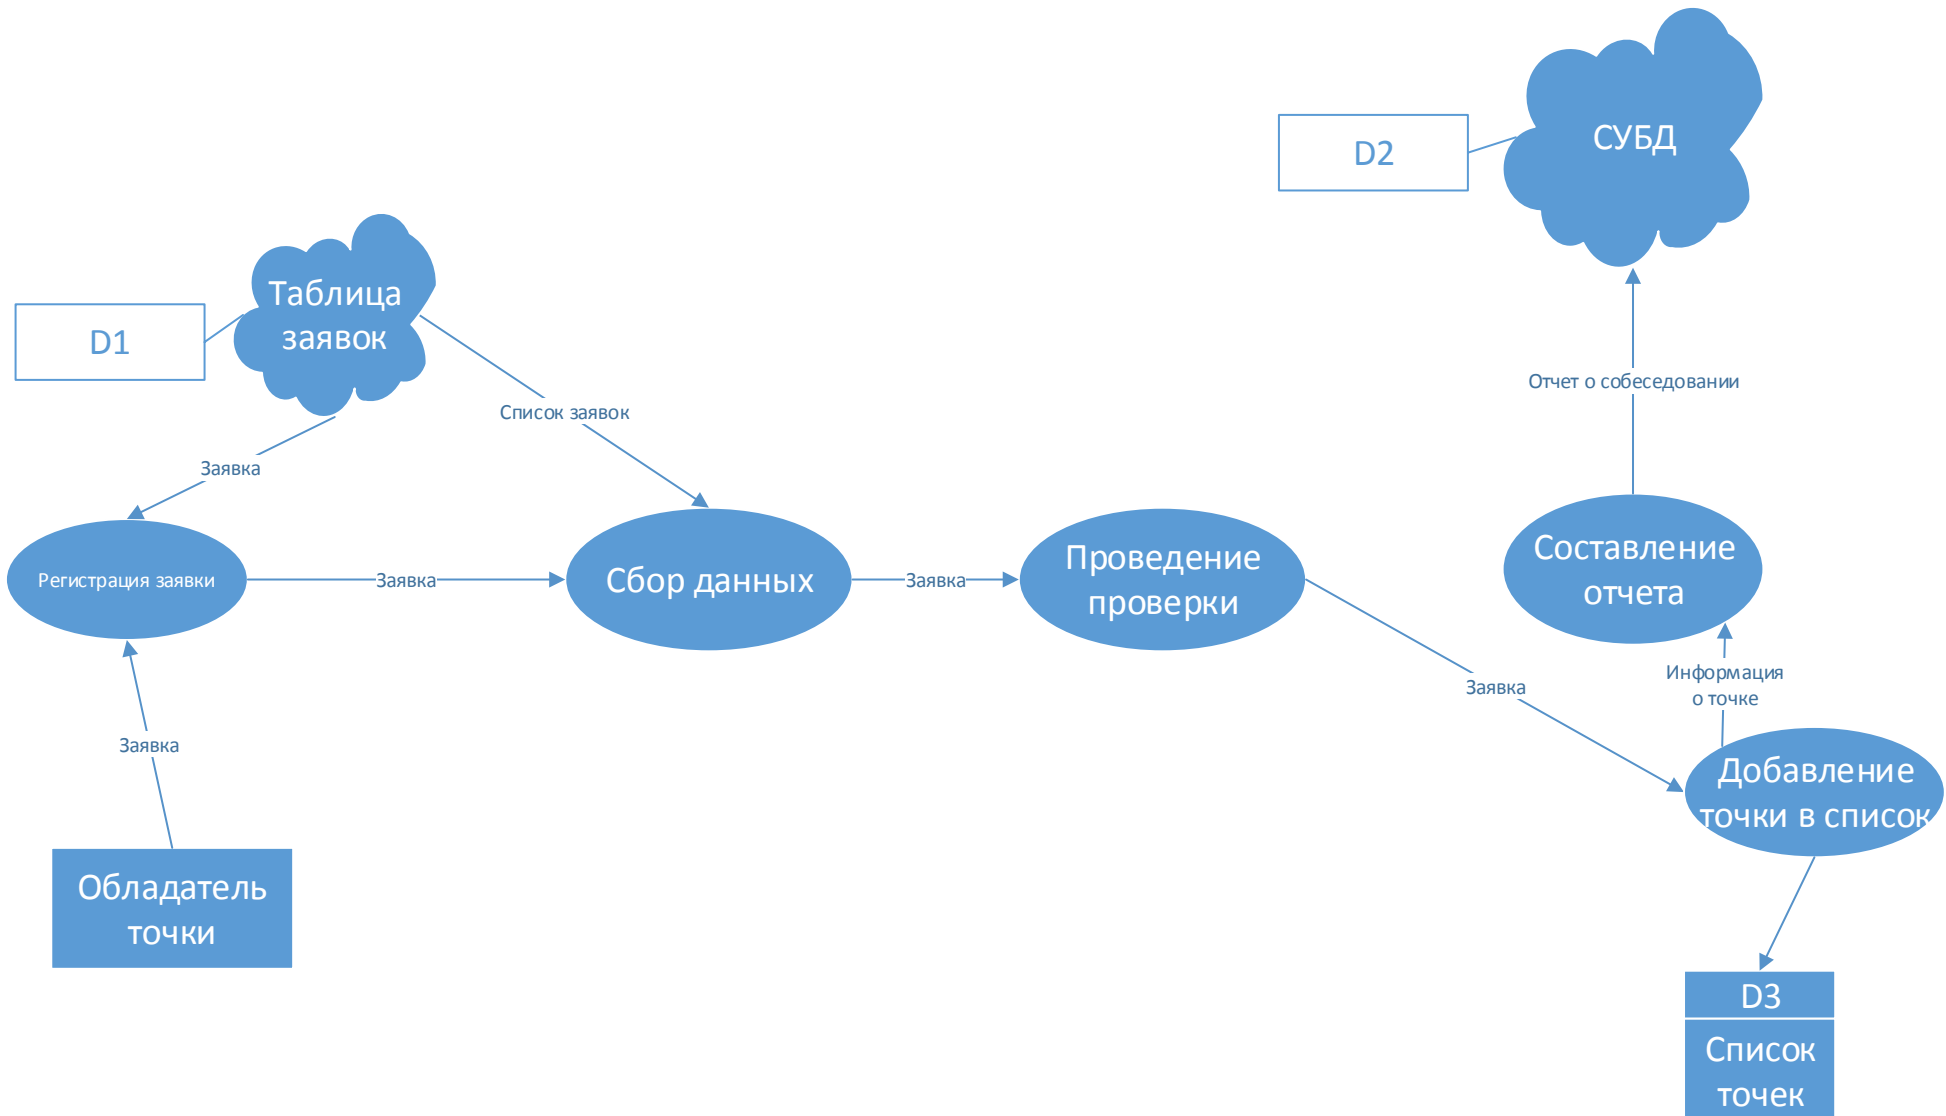 СУБД
D2
Таблица
заявок
D1
Отчет о собеседовании
Список заявок
Заявка
Регистрация заявки
Заявка
Сбор данных
Заявка
Проведение
проверки
Составление
отчета
Информация
о точке
Заявка
Заявка
Добавление
точки в список
Обладатель
точки
D3
Список
точек